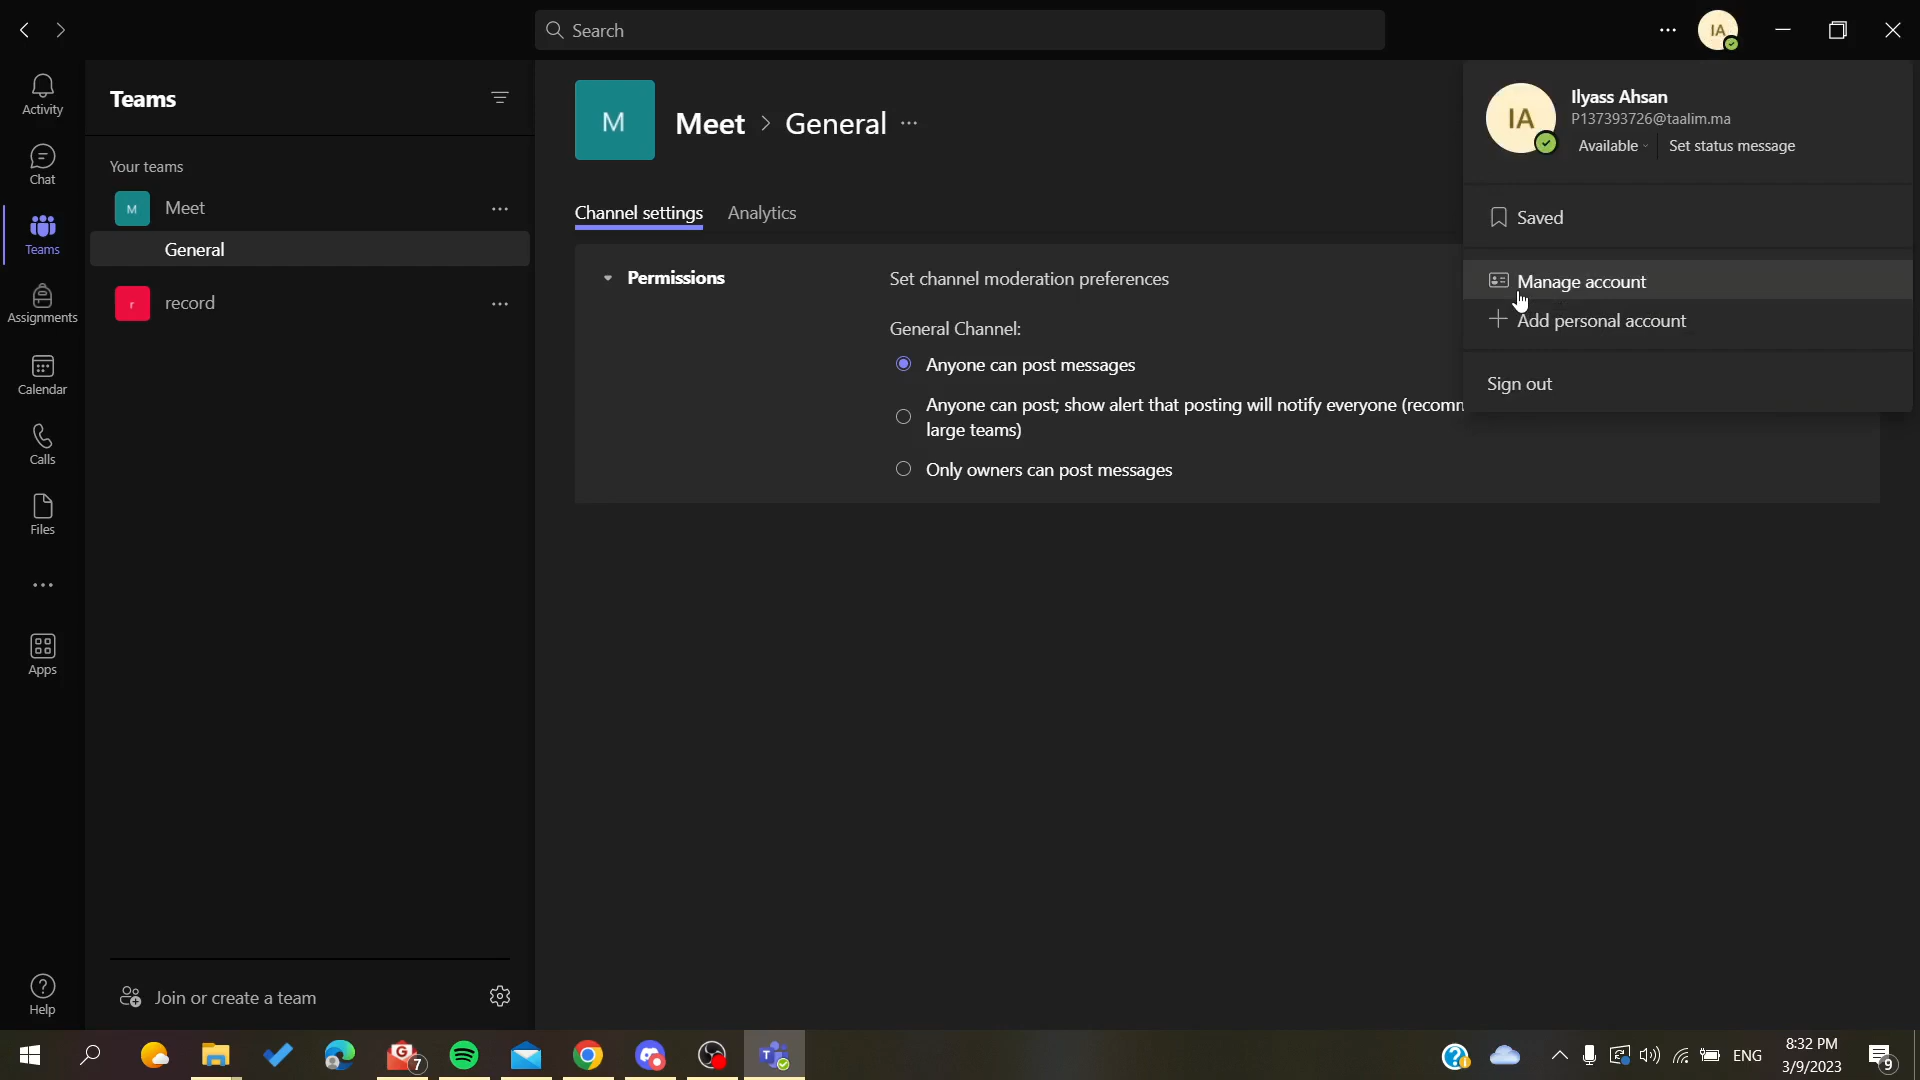 Search
IA
Activity
Chat
Teams
Assignments
Calendar
Calls
Files
Apps
Help
Teams
Your teams
M Meet
General
r record
Join or create a team
M Meet > General
Channel settings Analytics
Permissions
Set channel moderation preferences
General Channel:
Anyone can post messages
Anyone can post; show alert that posting will notify everyone (recomm
large teams)
Only owners can post messages
IA
Ilyass Ahsan
P137393726@taalim.ma
Available Set status message
Saved
Manage account
Add personal account
Sign out
G 7
T
ENG
8:32 PM
3/9/2023
9